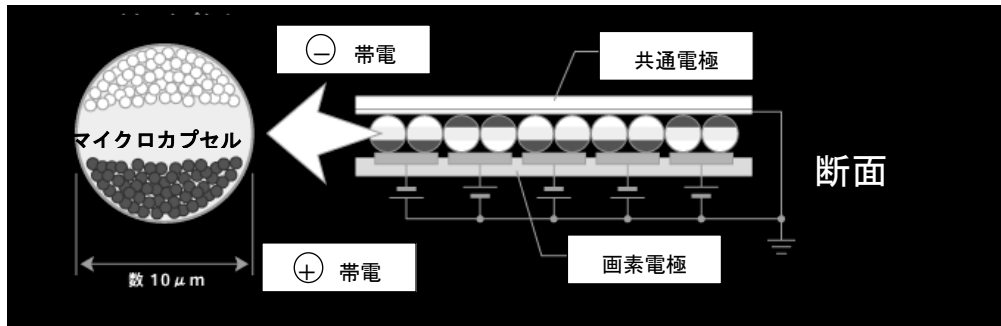 ⊖ 帯電
共通電極
マイクロカプセル
断面
⊕ 帯電
画素電極
数10μm